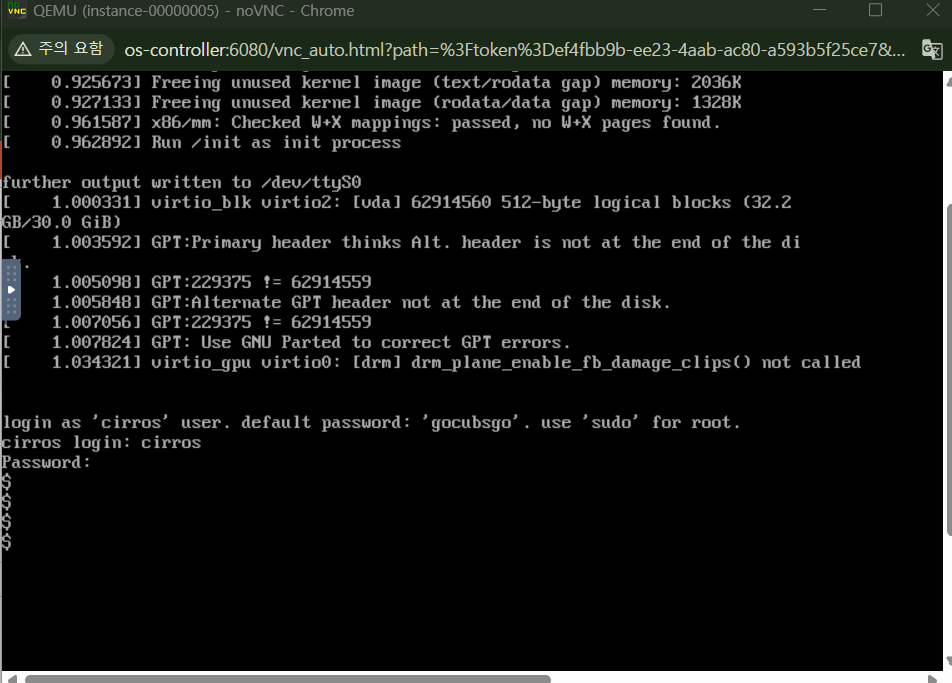 VNC QEMU (instance-00000005) - noVNC - Chrome
주의 요함 os-controller:6080/vnc_auto.html?path=%3Ftoken%3Def4fbb9b-ee23-4aab-ac80-a593b5f25ce7&...
[    0.925673] Freeing unused kernel image (text/rodata gap) memory: 2036K
[    0.927133] Freeing unused kernel image (rodata/data gap) memory: 1328K
[    0.961587] x86/mm: Checked W+X mappings: passed, no W+X pages found.
[    0.962892] Run /init as init process
further output written to /dev/ttyS0
[    1.000331] virtio_blk virtio2: [vda] 62914560 512-byte logical blocks (32.2
GB/30.0 GiB)
[    1.003592] GPT:Primary header thinks Alt. header is not at the end of the di
k.
1.005098] GPT:229375 != 62914559
1.005848] GPT:Alternate GPT header not at the end of the disk.
[    1.007056] GPT:229375 != 62914559
[    1.007824] GPT: Use GNU Parted to correct GPT errors.
[    1.034321] virtio_gpu virtio0: [drm] drm_plane_enable_fb_damage_clips() not called
login as 'cirros' user. default password: 'gocubsgo'. use 'sudo' for root.
cirros login: cirros
Password:
$
$
$
$